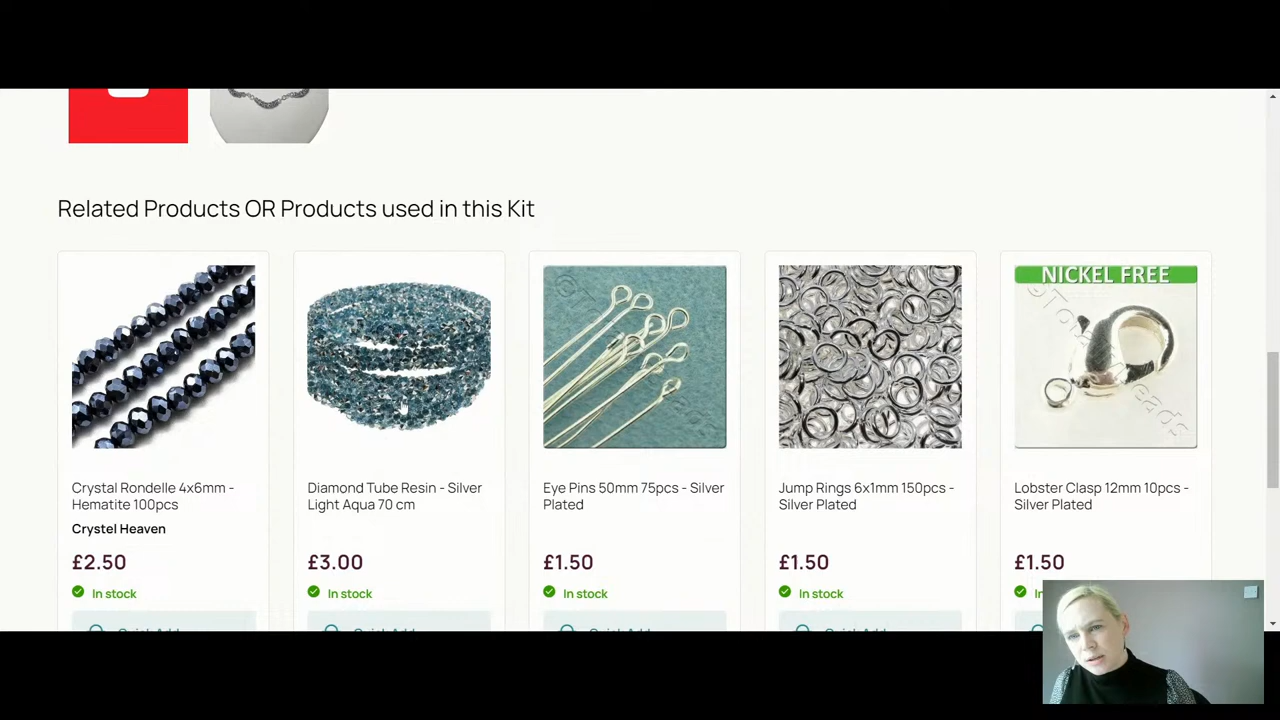 Related Products OR Products used in this Kit
NICKEL FREE
Crystal Rondelle 4x6mm -
Hematite 100pcs
Crystel Heaven
£2.50
In stock
Diamond Tube Resin - Silver
Light Aqua 70 cm
£3.00
In stock
Eye Pins 50mm 75pcs - Silver
Plated
£1.50
In stock
Jump Rings 6x1mm 150pcs -
Silver Plated
£1.50
In stock
Lobster Clasp 12mm 10pcs -
Silver Plated
£1.50